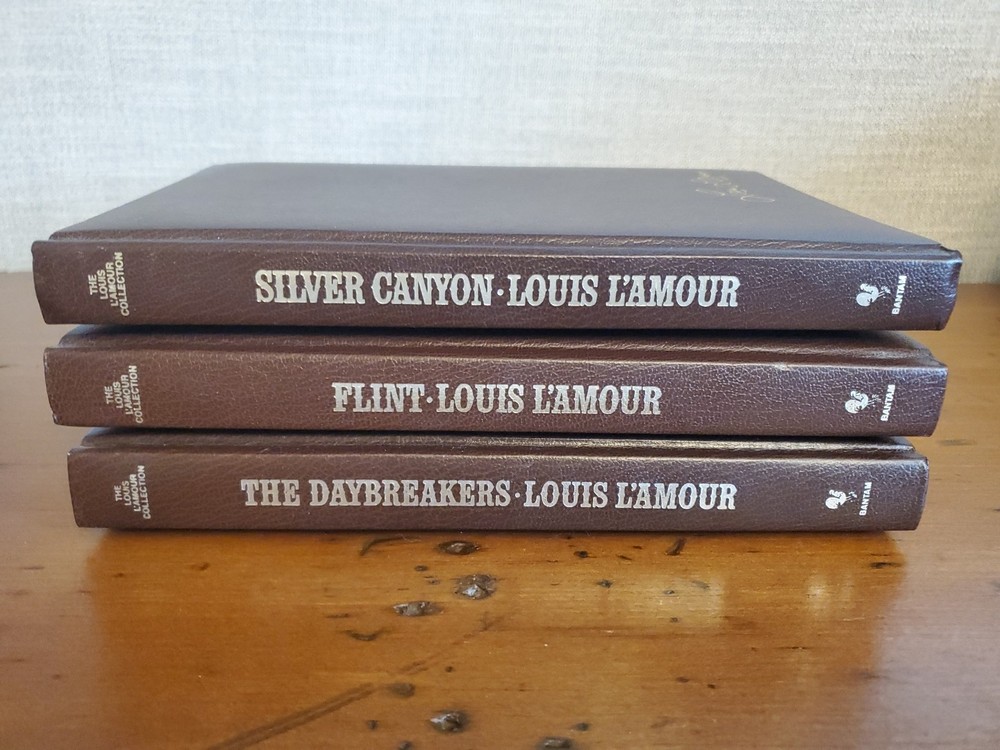 THE
LOUIS
L'AMOUR
COLLECTION
SILVER CANYON·LOUIS L'AMOUR
BANTAM
THE
LOUIS
L'AMOUR
COLLECTION
FLINT·LOUIS L'AMOUR
BANTAM
THE
LOUIS
L'AMOUR
COLLECTION
THE DAYBREAKERS·LOUIS L'AMOUR
BANTAM